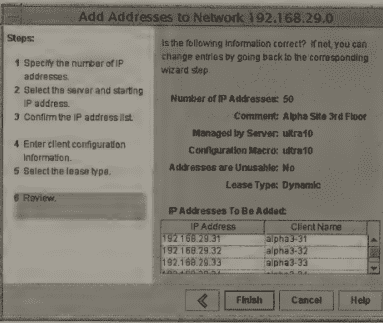 Add Addresses to Network 192.168.29.0
Steps:
1 Specify the number of IP
addresses.
2 Select the server and starting
IP address.
3 Confirm the IP address list.
4 Enter client configuration
information.
5 Select the lease type.
6 Review.
Is the following information correct? If not, you can
change entries by going back to the corresponding
wizard step.
Number of IP Addresses: 50
Comment: Alpha Site 3rd Floor
Managed by Server: ultra10
Configuration Macro: ultra10
Addresses are Unusable: No
Lease Type: Dynamic
IP Addresses To Be Added:
IP Address Client Name
192.168.29.31 alpha3-31
192.168.29.32 alpha3-32
192.168.29.33 alpha3-33
Finish Cancel Help